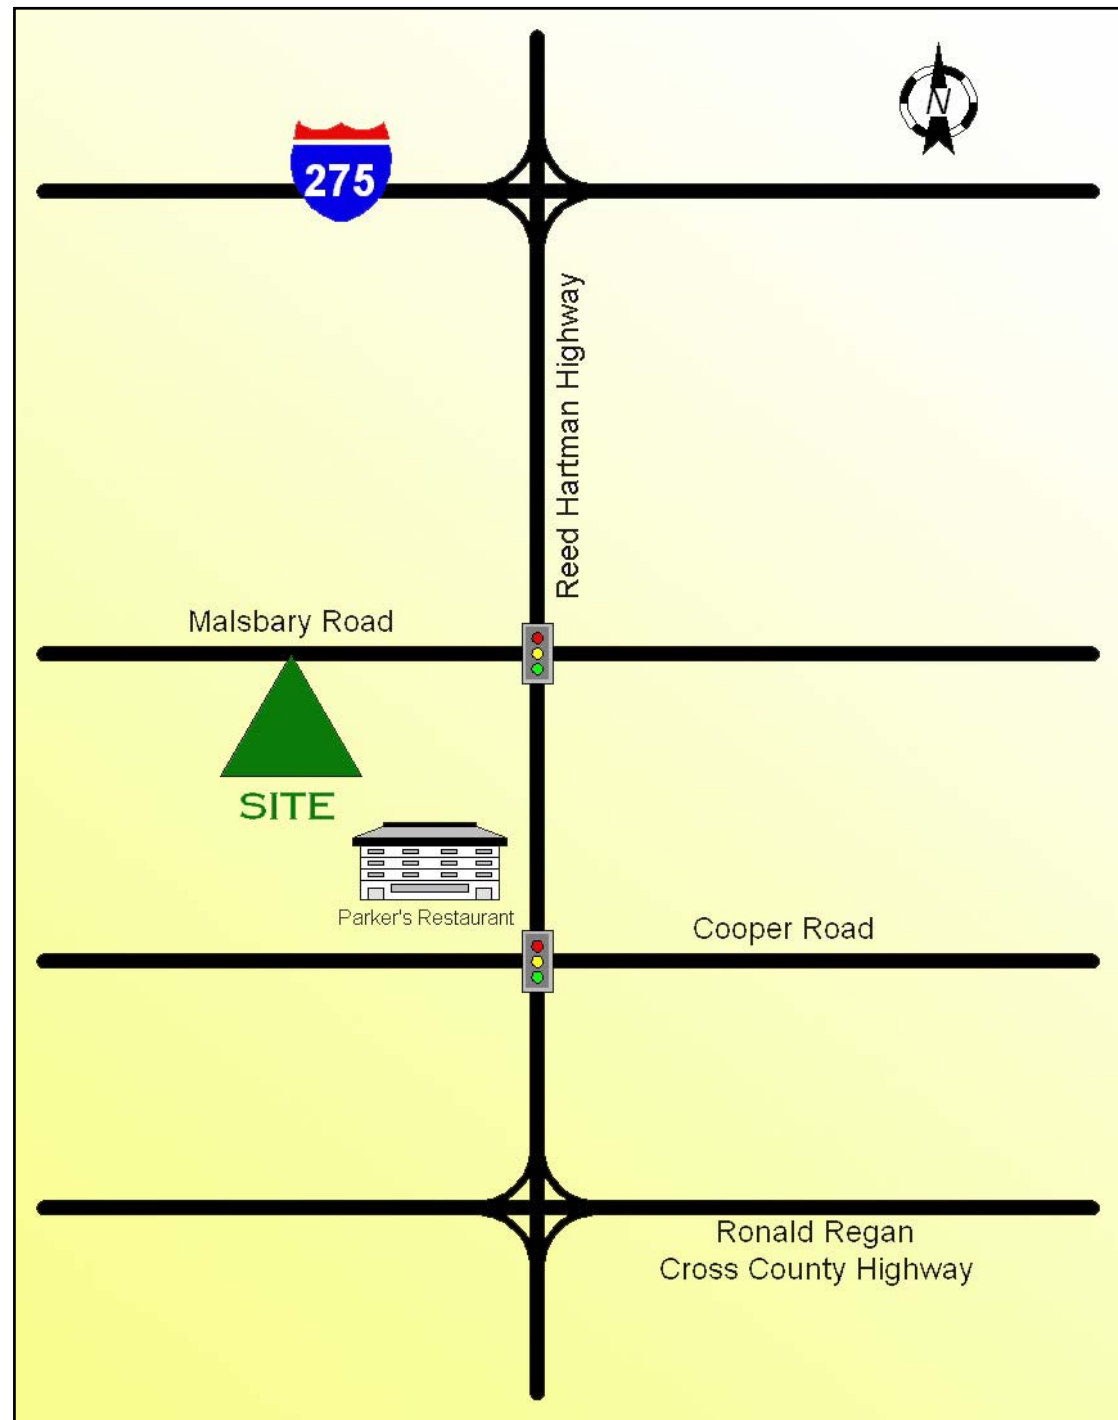 N
275
Reed Hartman Highway
Malsbary Road
SITE
Parker's Restaurant
Cooper Road
Ronald Regan
Cross County Highway